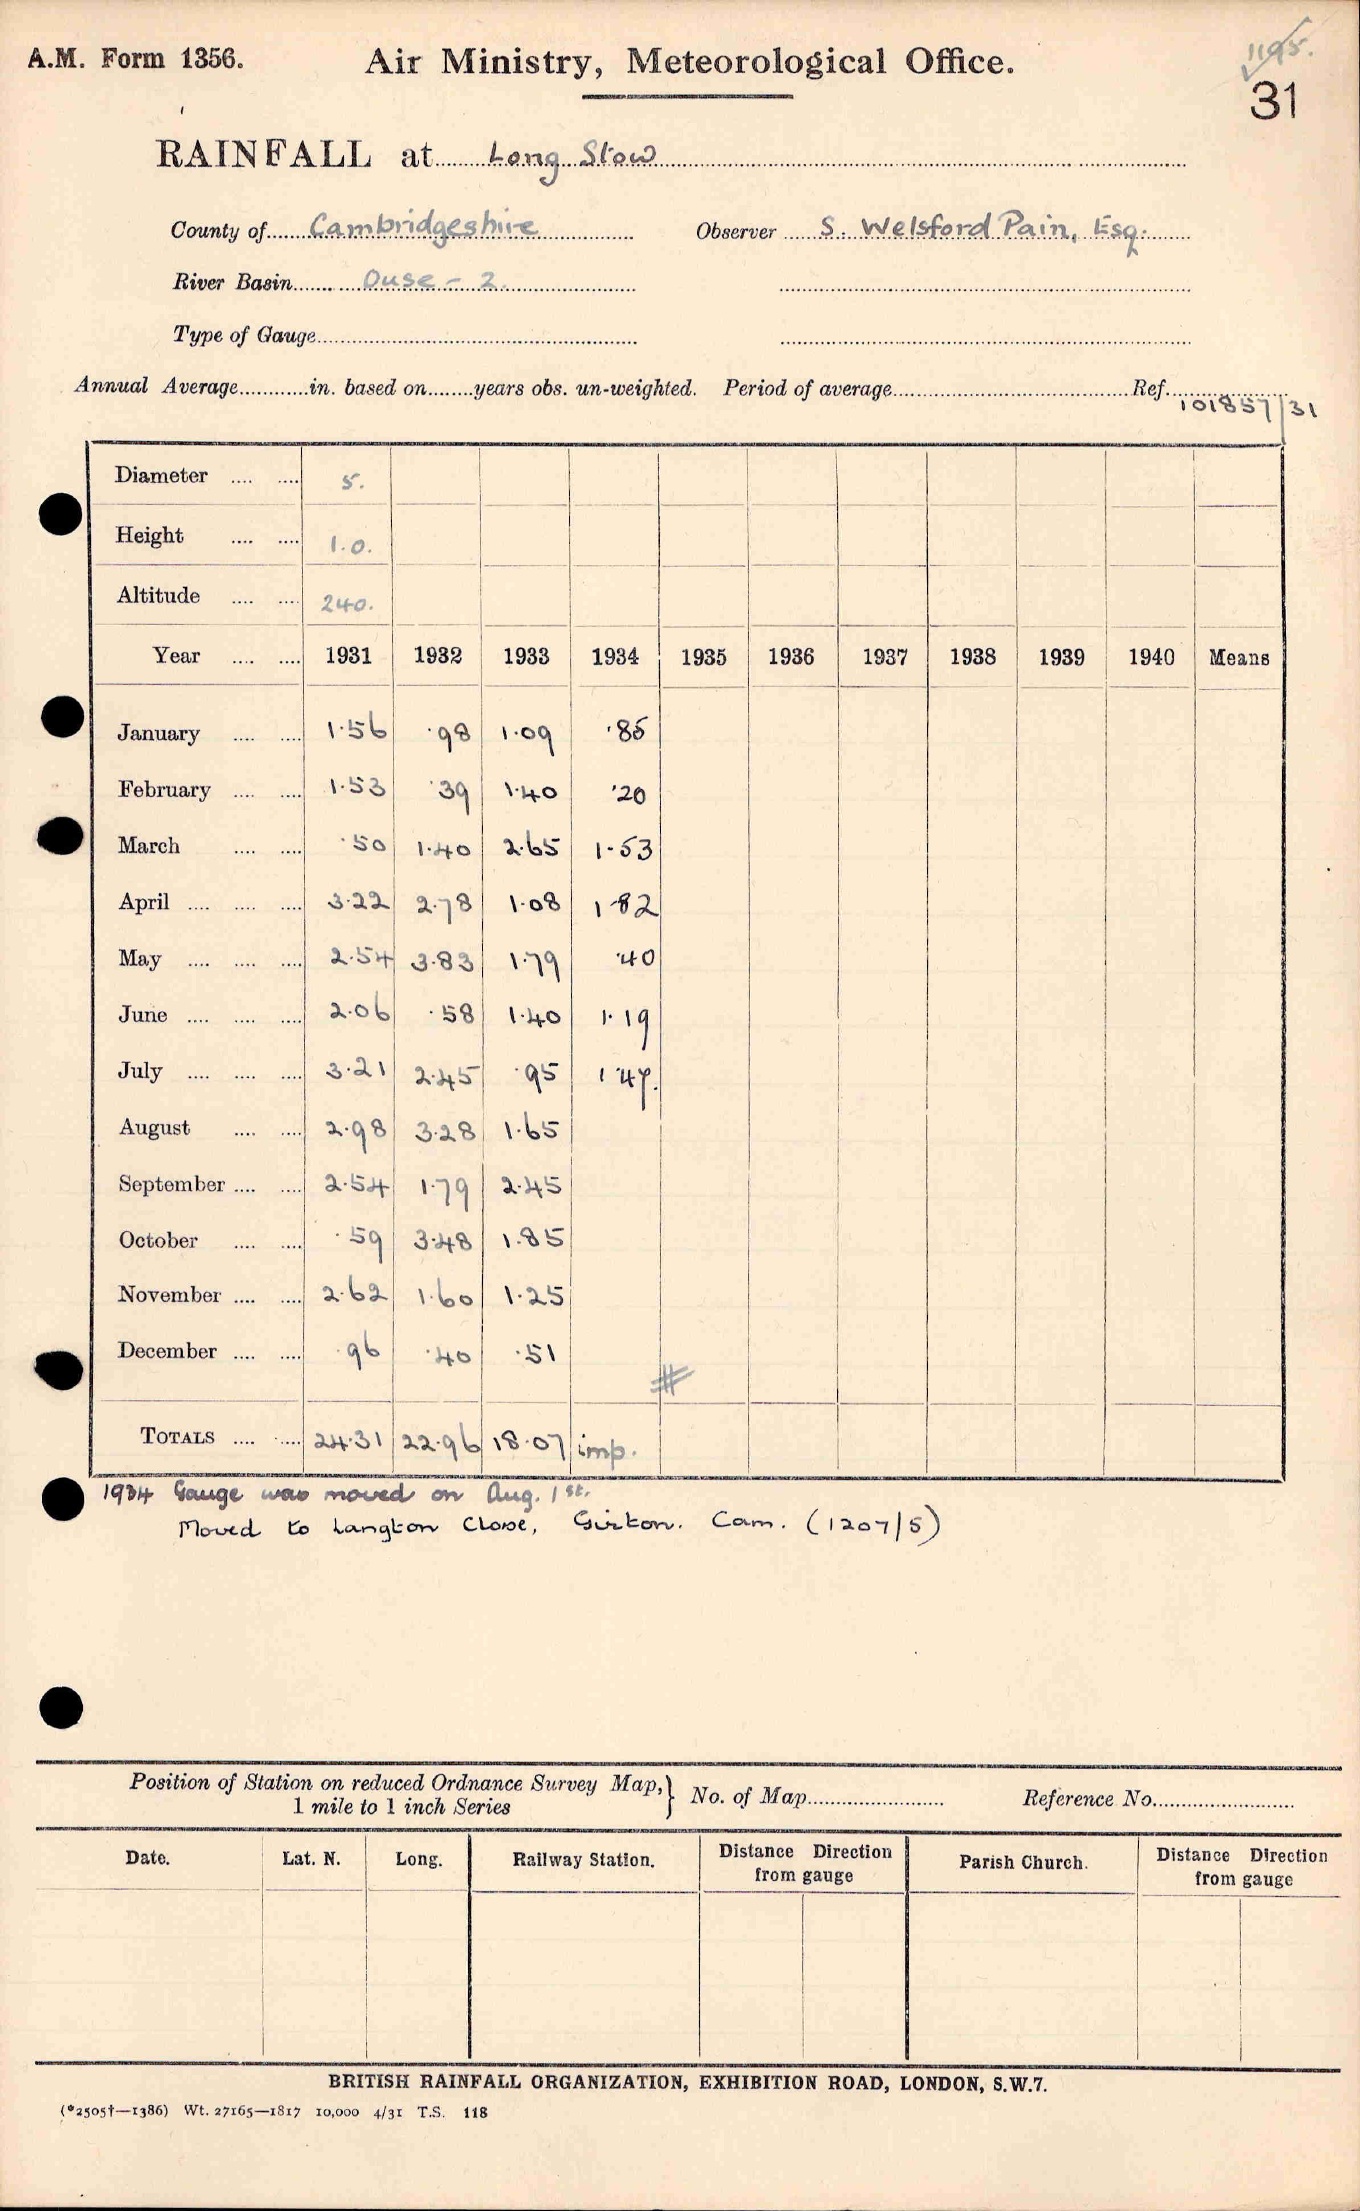 1195.
A.M. Form 1356. Air Ministry, Meteorological Office.
31
RAINFALL at Long Stow
County of Cambridgeshire Observer S. Welsford Pain, Esq.
River Basin Ouse - 2.
Type of Gauge
Annual Average in. based on years obs. un-weighted. Period of average Ref.
101857/31
Diameter 5.
Height 1.0.
Altitude 240.
Year 1931 1932 1933 1934 1935 1936 1937 1938 1939 1940 Means
January 1.56 .98 1.09 .85
February 1.53 .39 1.40 .20
March .50 1.40 2.65 1.53
April 3.22 2.78 1.08 1.82
May 2.54 3.83 1.79 .40
June 2.06 .58 1.40 1.19
July 3.21 2.45 .95 1.47.
August 2.98 3.28 1.65
September 2.54 1.79 2.45
October .59 3.48 1.85
November 2.62 1.60 1.25
December .96 .40 .51
#
TOTALS 24.31 22.96 18.07 imp.
1934 Gauge was moved on Aug. 1st.
Moved to Langton Close, Girton. Cam. (1207/5)
Position of Station on reduced Ordnance Survey Map, } No. of Map Reference No.
1 mile to 1 inch Series
Date. Lat. N. Long. Railway Station. Distance Direction from gauge Parish Church. Distance Direction from gauge
BRITISH RAINFALL ORGANIZATION, EXHIBITION ROAD, LONDON, S.W.7.
(*2505†—1386) Wt. 27165—1817 10,000 4/31 T.S. 118